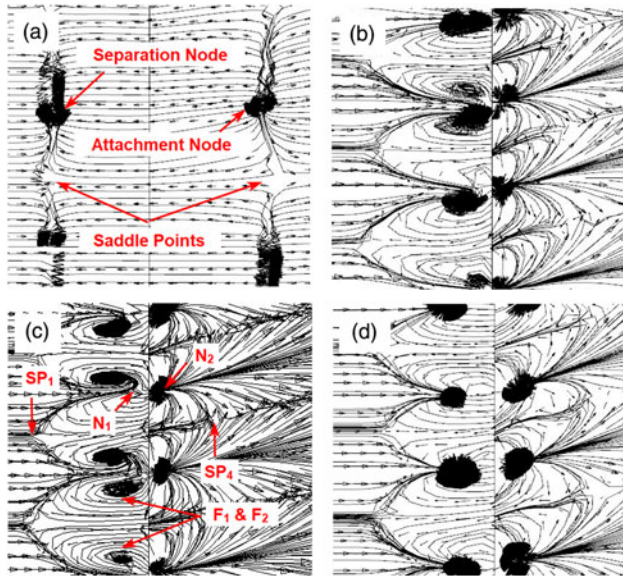 (a)
Separation Node
Attachment Node
Saddle Points
(b)
(c)
SP1
N1
N2
SP4
F1 & F2
(d)